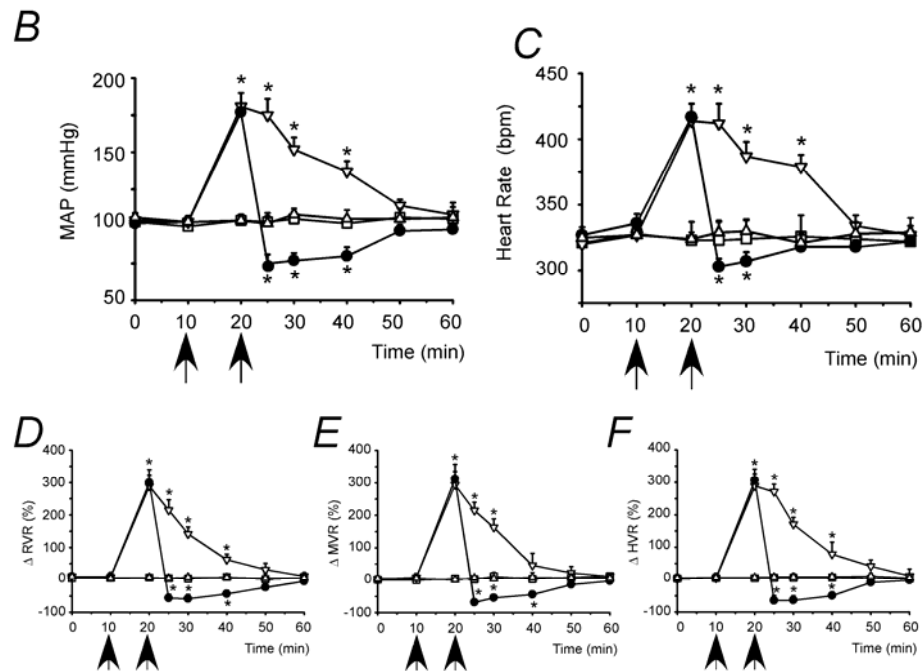 B
MAP (mmHg)
200
150
100
50
0 10 20 30 40 50 60
Time (min)
C
Heart Rate (bpm)
450
400
350
300
0 10 20 30 40 50 60
Time (min)
D
Δ RVR (%)
400
300
200
100
0
-100
0 10 20 30 40 50 60
Time (min)
E
Δ MVR (%)
400
300
200
100
0
-100
0 10 20 30 40 50 60
Time (min)
F
Δ HVR (%)
400
300
200
100
0
-100
0 10 20 30 40 50 60
Time (min)